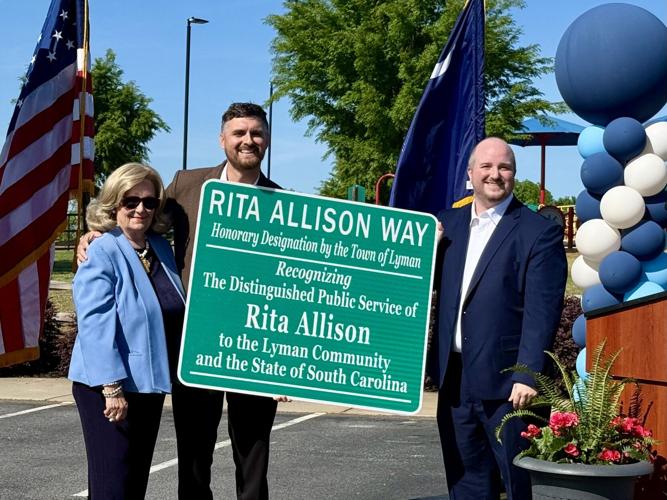 RITA ALLISON WAY
Honorary Designation by the Town of Lyman
Recognizing
The Distinguished Public Service of
Rita Allison
to the Lyman Community
and the State of South Carolina